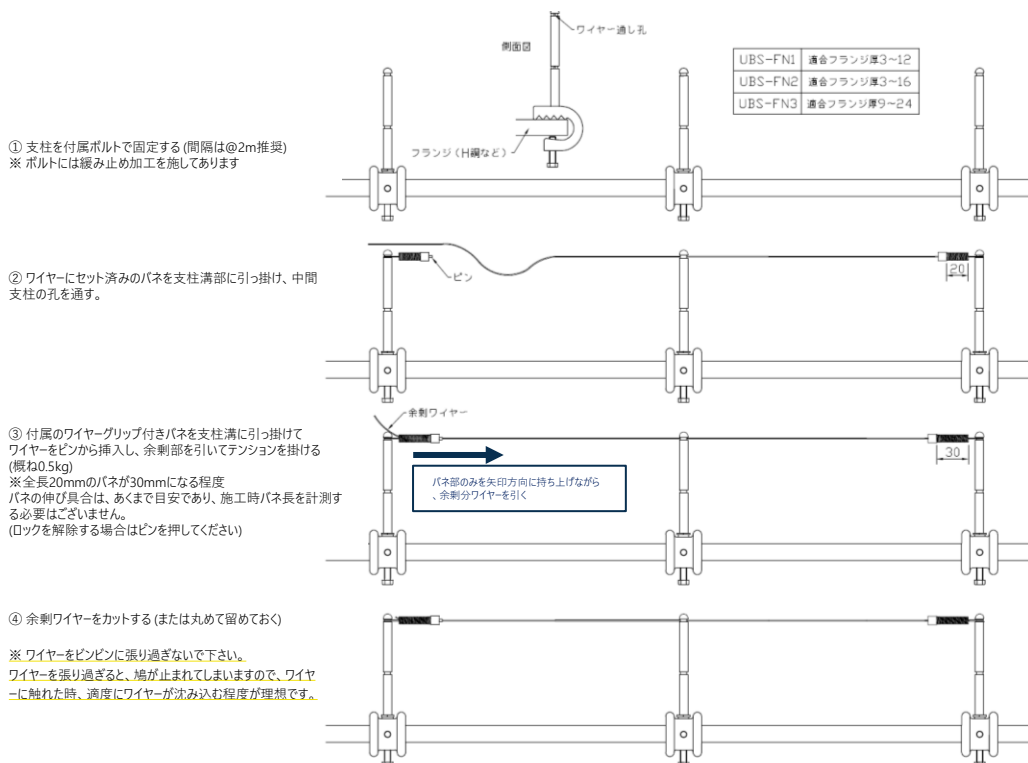 ワイヤー通し孔
側面図
UBS-FN1 適合フランジ厚3~12
UBS-FN2 適合フランジ厚3~16
UBS-FN3 適合フランジ厚9~24
フランジ(H鋼など)
① 支柱を付属ボルトで固定する(間隔は@2m推奨)
※ ボルトには緩み止め加工を施してあります
② ワイヤーにセット済みのバネを支柱溝部に引っ掛け、中間
支柱の孔を通す。
ピン
20
③ 付属のワイヤーグリップ付きバネを支柱溝に引っ掛けて
ワイヤーをピンから挿入し、余剰部を引いてテンションを掛ける
(概ね0.5kg)
※全長20mmのバネが30mmになる程度
バネの伸び具合は、あくまで目安であり、施工時バネ長を計測す
る必要はございません。
(ロックを解除する場合はピンを押してください)
余剰ワイヤー
30
バネ部のみを矢印方向に持ち上げながら
、余剰分ワイヤーを引く
④ 余剰ワイヤーをカットする(または丸めて留めておく)
※ ワイヤーをピンピンに張り過ぎないで下さい。
ワイヤーを張り過ぎると、鳩が止まれてしまいますので、ワイヤ
ーに触れた時、適度にワイヤーが沈み込む程度が理想です。